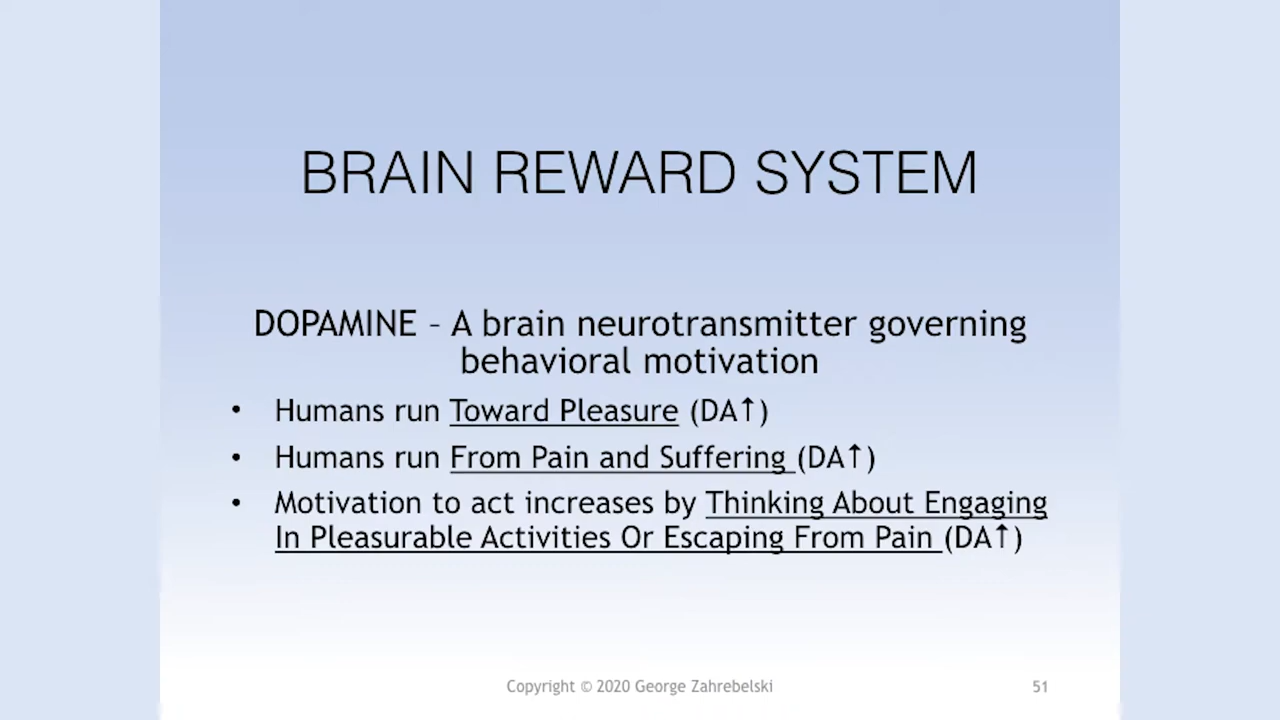 BRAIN REWARD SYSTEM
DOPAMINE – A brain neurotransmitter governing
behavioral motivation
• Humans run Toward Pleasure (DA↑)
• Humans run From Pain and Suffering (DA↑)
• Motivation to act increases by Thinking About Engaging
In Pleasurable Activities Or Escaping From Pain (DA↑)
Copyright © 2020 George Zahrebelski
51